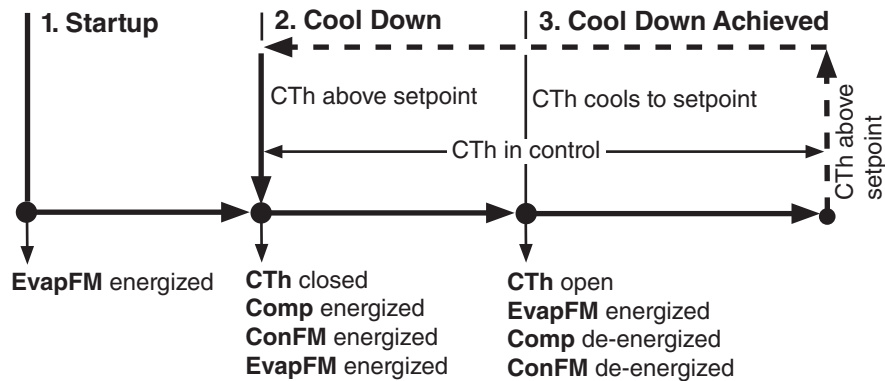 1. Startup
2. Cool Down
3. Cool Down Achieved
CTh above setpoint
CTh cools to setpoint
CTh in control
CTh above
setpoint
EvapFM energized
CTh closed
Comp energized
ConFM energized
EvapFM energized
CTh open
EvapFM energized
Comp de-energized
ConFM de-energized